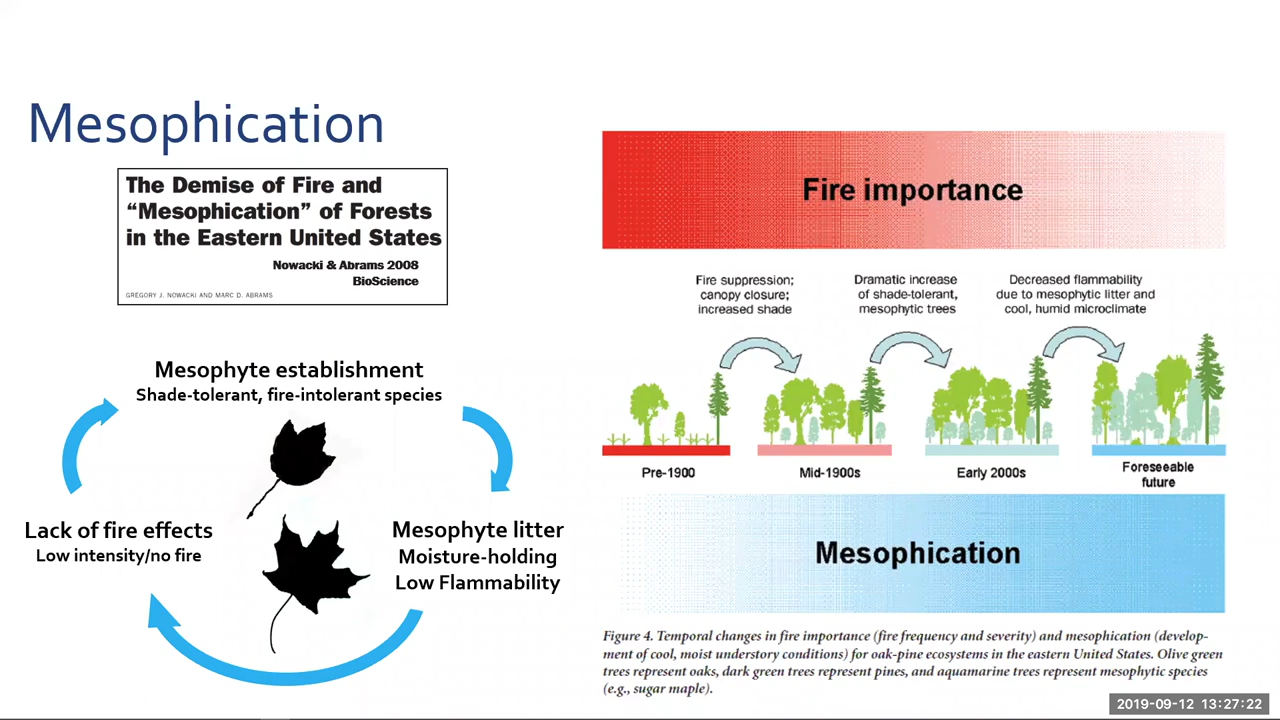 Mesophication
The Demise of Fire and
“Mesophication” of Forests
in the Eastern United States
Nowacki & Abrams 2008
BioScience
GREGORY J. NOWACKI AND MARC D. ABRAMS
Mesophyte establishment
Shade-tolerant, fire-intolerant species
Lack of fire effects
Low intensity/no fire
Mesophyte litter
Moisture-holding
Low Flammability
Fire importance
Fire suppression;
canopy closure;
increased shade
Dramatic increase
of shade-tolerant,
mesophytic trees
Decreased flammability
due to mesophytic litter and
cool, humid microclimate
Pre-1900
Mid-1900s
Early 2000s
Foreseeable
future
Mesophication
Figure 4. Temporal changes in fire importance (fire frequency and severity) and mesophication (develop-
ment of cool, moist understory conditions) for oak-pine ecosystems in the eastern United States. Olive green
trees represent oaks, dark green trees represent pines, and aquamarine trees represent mesophytic species
(e.g., sugar maple).
2019-09-12 13:27:22